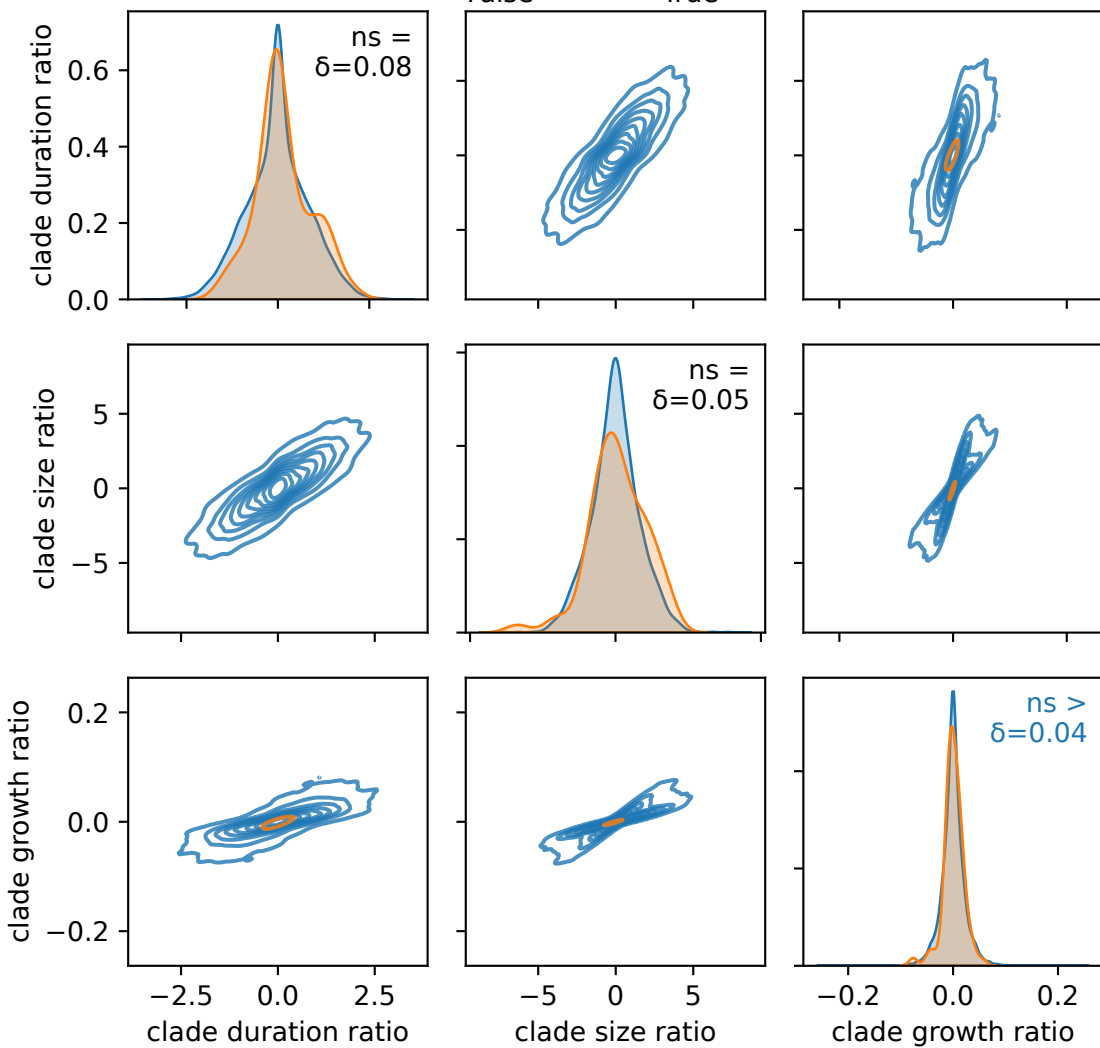 clade duration ratio
0.6
0.4
0.2
0.0
ns =
δ=0.08
clade size ratio
5
0
−5
ns =
δ=0.05
clade growth ratio
0.2
0.0
−0.2
ns >
δ=0.04
−2.5 0.0 2.5
−5 0 5
−0.2 0.0 0.2
clade duration ratio
clade size ratio
clade growth ratio